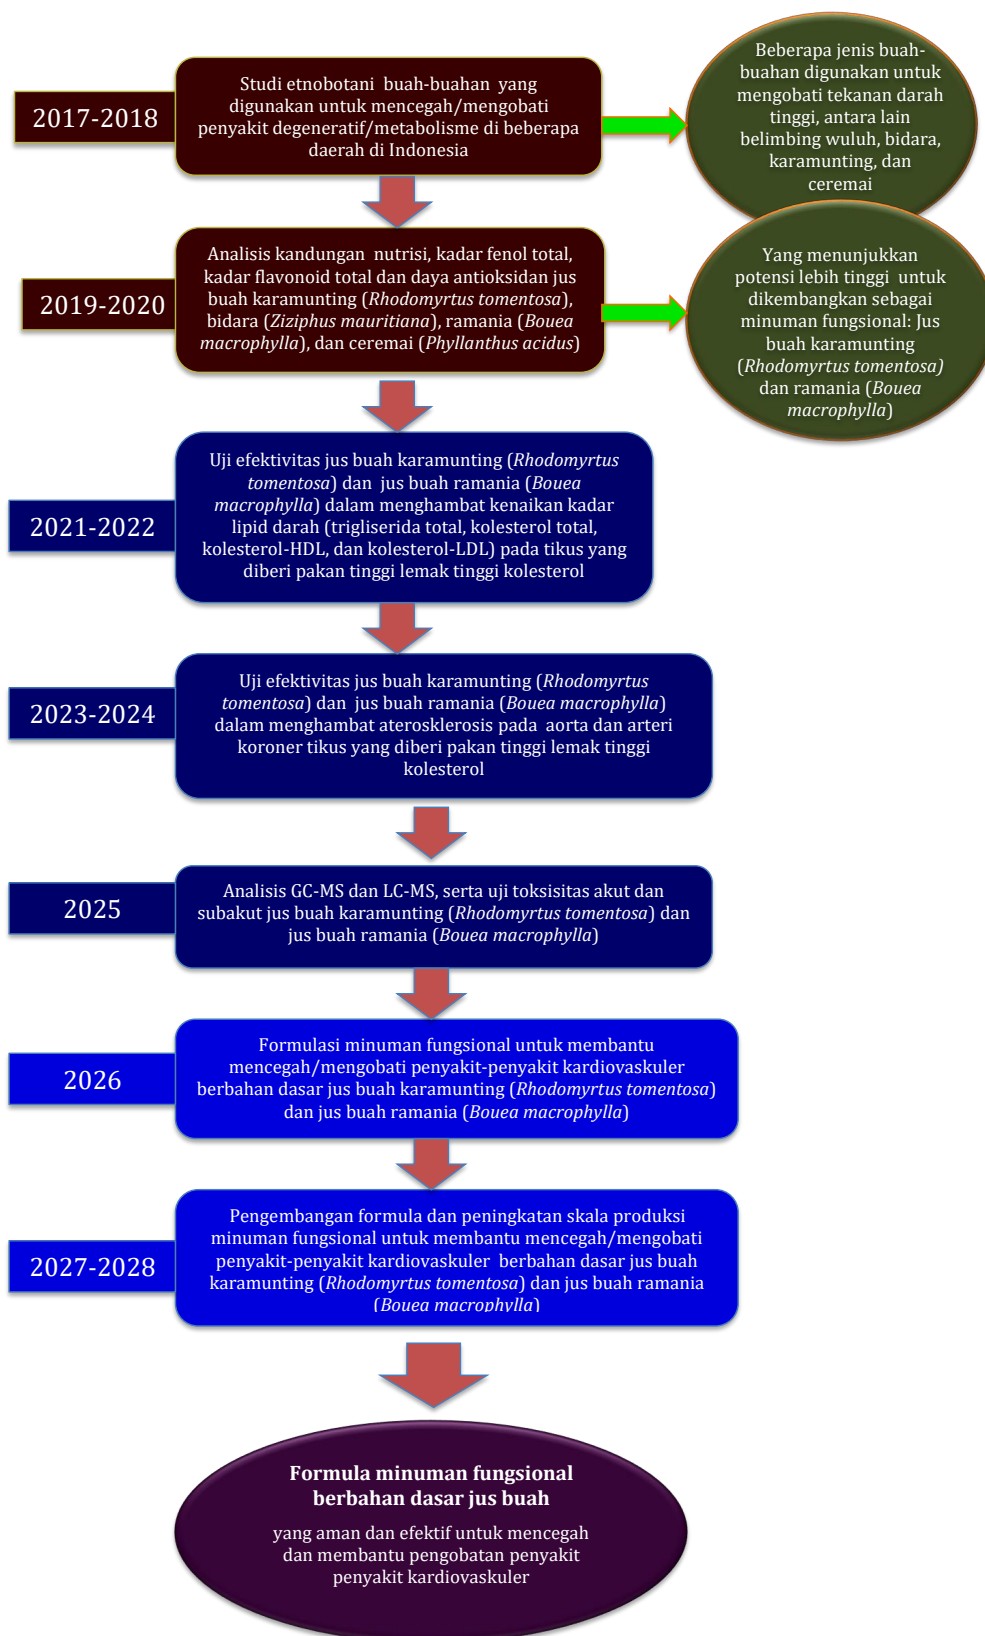 2017-2018
Studi etnobotani buah-buahan yang
digunakan untuk mencegah/mengobati
penyakit degeneratif/metabolisme di beberapa
daerah di Indonesia
Beberapa jenis buah-
buahan digunakan untuk
mengobati tekanan darah
tinggi, antara lain
belimbing wuluh, bidara,
karamunting, dan
ceremai
2019-2020
Analisis kandungan nutrisi, kadar fenol total,
kadar flavonoid total dan daya antioksidan jus
buah karamunting (Rhodomyrtus tomentosa),
bidara (Ziziphus mauritiana), ramania (Bouea
macrophylla), dan ceremai (Phyllanthus acidus)
Yang menunjukkan
potensi lebih tinggi untuk
dikembangkan sebagai
minuman fungsional: Jus
buah karamunting
(Rhodomyrtus tomentosa)
dan ramania (Bouea
macrophylla)
2021-2022
Uji efektivitas jus buah karamunting (Rhodomyrtus
tomentosa) dan jus buah ramania (Bouea
macrophylla) dalam menghambat kenaikan kadar
lipid darah (trigliserida total, kolesterol total,
kolesterol-HDL, dan kolesterol-LDL) pada tikus yang
diberi pakan tinggi lemak tinggi kolesterol
2023-2024
Uji efektivitas jus buah karamunting (Rhodomyrtus
tomentosa) dan jus buah ramania (Bouea macrophylla)
dalam menghambat aterosklerosis pada aorta dan arteri
koroner tikus yang diberi pakan tinggi lemak tinggi
kolesterol
2025
Analisis GC-MS dan LC-MS, serta uji toksisitas akut dan
subakut jus buah karamunting (Rhodomyrtus tomentosa) dan
jus buah ramania (Bouea macrophylla)
2026
Formulasi minuman fungsional untuk membantu
mencegah/mengobati penyakit-penyakit kardiovaskuler
berbahan dasar jus buah karamunting (Rhodomyrtus tomentosa)
dan jus buah ramania (Bouea macrophylla)
2027-2028
Pengembangan formula dan peningkatan skala produksi
minuman fungsional untuk membantu mencegah/mengobati
penyakit-penyakit kardiovaskuler berbahan dasar jus buah
karamunting (Rhodomyrtus tomentosa) dan jus buah ramania
(Bouea macrophylla)
Formula minuman fungsional
berbahan dasar jus buah
yang aman dan efektif untuk mencegah
dan membantu pengobatan penyakit
penyakit kardiovaskuler